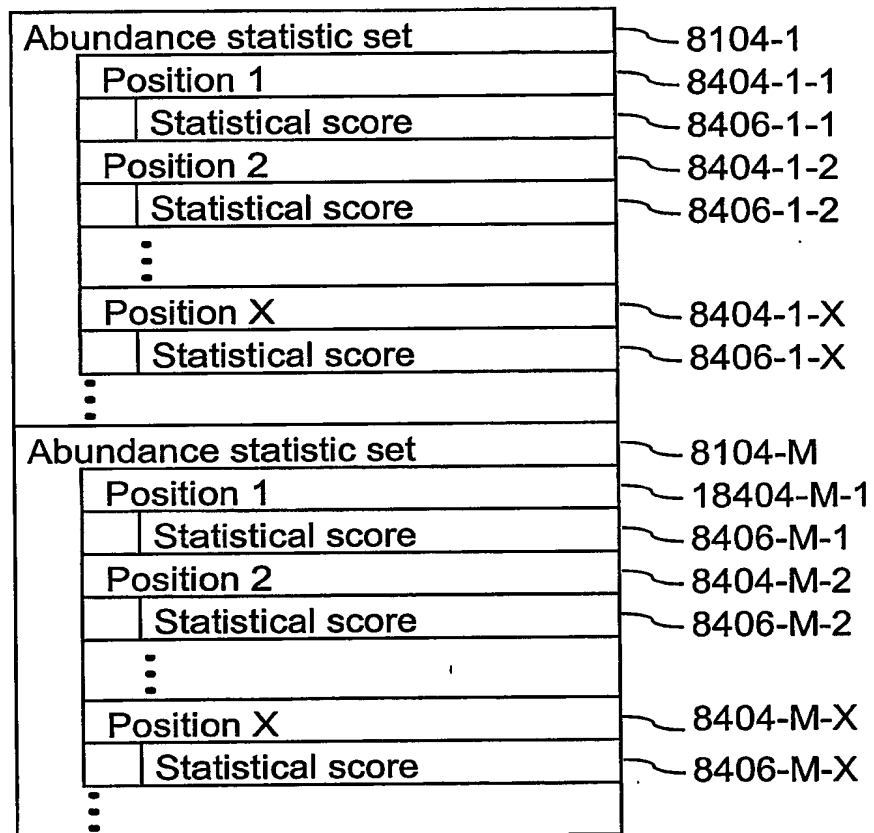 Abundance statistic set 8104-1
Position 1 8404-1-1
Statistical score 8406-1-1
Position 2 8404-1-2
Statistical score 8406-1-2
Position X 8404-1-X
Statistical score 8406-1-X
Abundance statistic set 8104-M
Position 1 18404-M-1
Statistical score 8406-M-1
Position 2 8404-M-2
Statistical score 8406-M-2
Position X 8404-M-X
Statistical score 8406-M-X